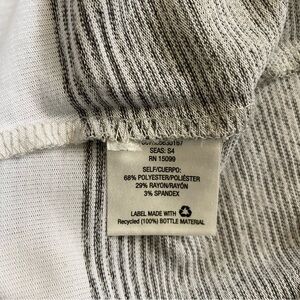 SEAS: S4
RN 15099
SELF/CUERPO:
68% POLYESTER/POLIÉSTER
29% RAYON/RAYÓN
3% SPANDEX
LABEL MADE WITH
Recycled (100%) BOTTLE MATERIAL